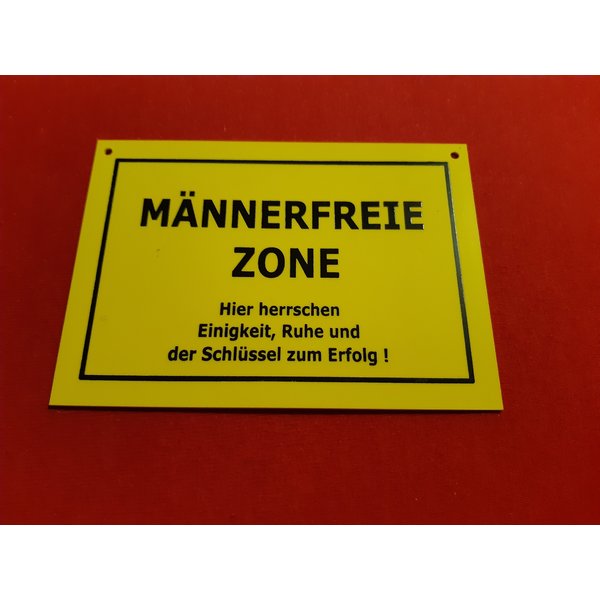 MÄNNERFREIE
ZONE
Hier herrschen
Einigkeit, Ruhe und
der Schlüssel zum Erfolg !